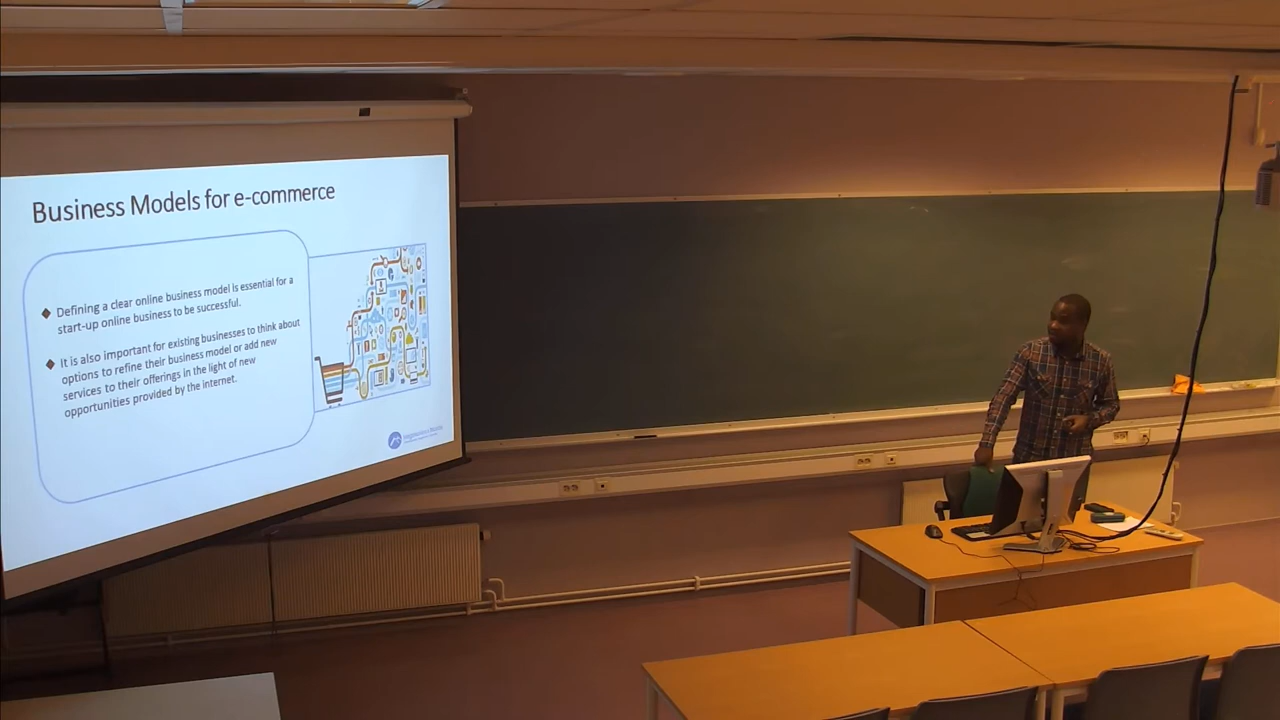 Business Models for e-commerce
Defining a clear online business model is essential for a
start-up online business to be successful.
It is also important for existing businesses to think about
options to refine their business model or add new
services to their offerings in the light of new
opportunities provided by the internet.